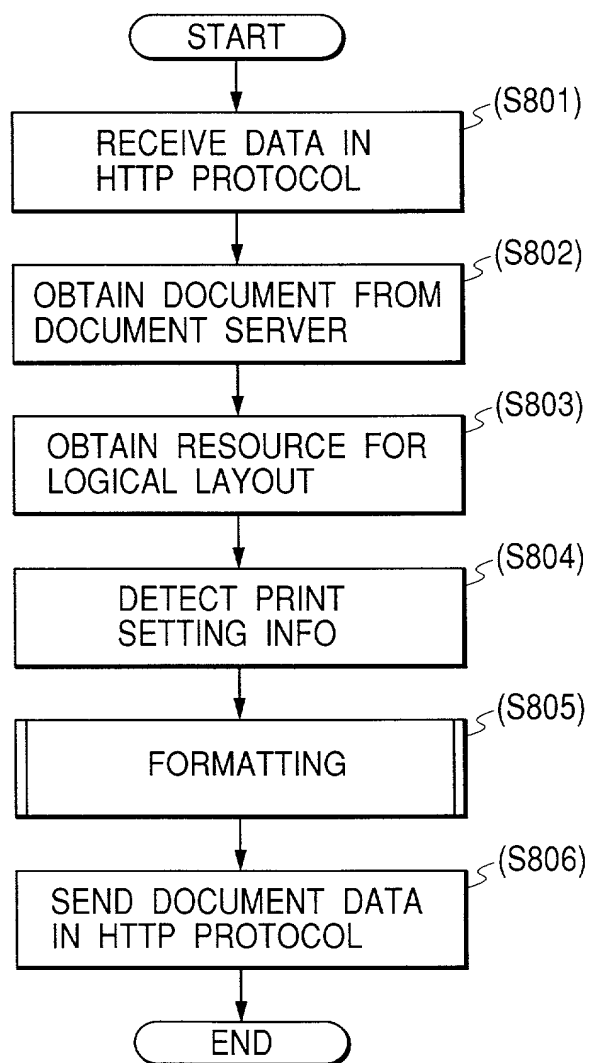 START
(S801)
RECEIVE DATA IN
HTTP PROTOCOL
(S802)
OBTAIN DOCUMENT FROM
DOCUMENT SERVER
(S803)
OBTAIN RESOURCE FOR
LOGICAL LAYOUT
(S804)
DETECT PRINT
SETTING INFO
(S805)
FORMATTING
(S806)
SEND DOCUMENT DATA
IN HTTP PROTOCOL
END